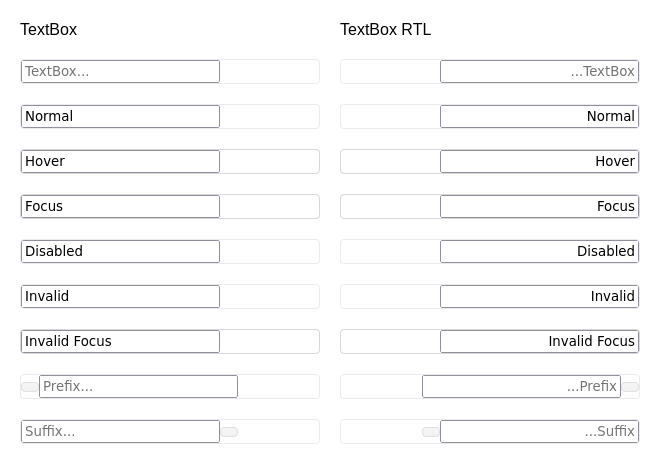 TextBox
TextBox...
Normal
Hover
Focus
Disabled
Invalid
Invalid Focus
Prefix...
Suffix...
TextBox RTL
...TextBox
Normal
Hover
Focus
Disabled
Invalid
Invalid Focus
...Prefix
...Suffix